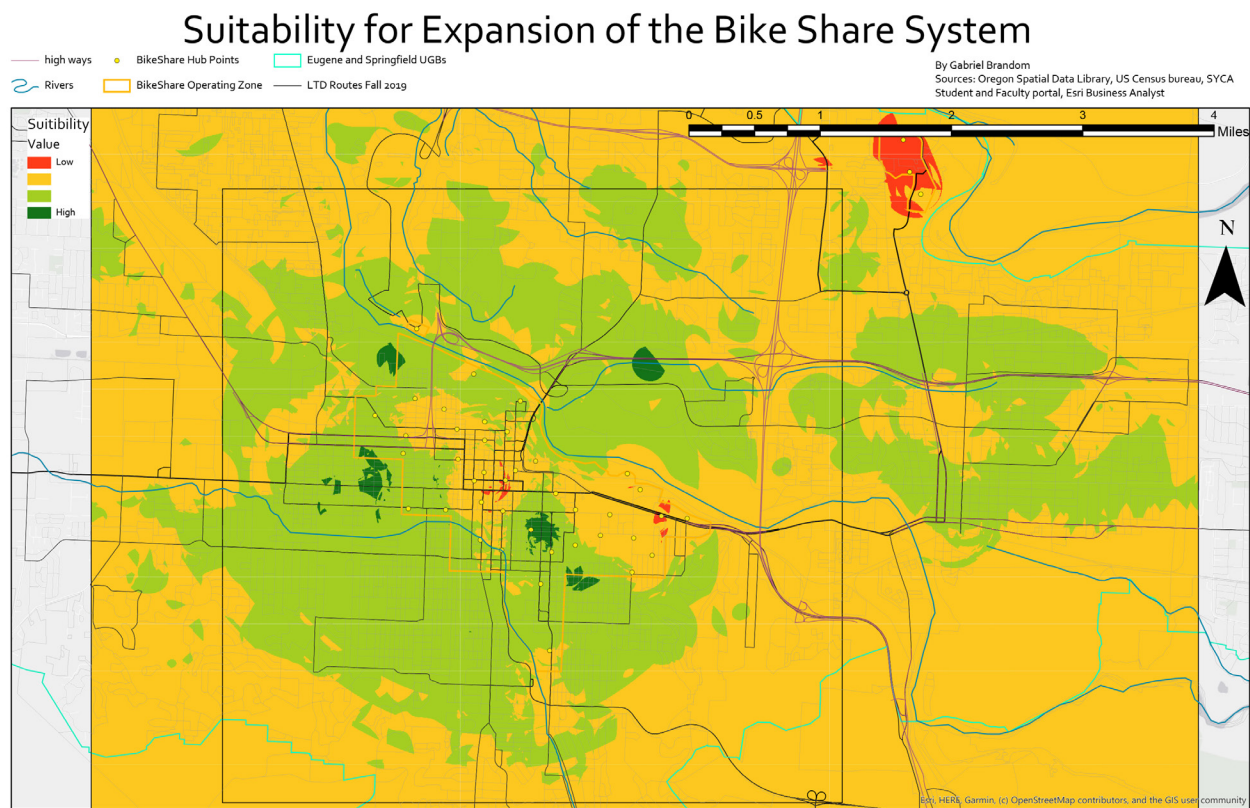 Suitability for Expansion of the Bike Share System
high ways
BikeShare Hub Points
Eugene and Springfield UGBs
Rivers
BikeShare Operating Zone
LTD Routes Fall 2019
By Gabriel Brandom
Sources: Oregon Spatial Data Library, US Census bureau, SYCA
Student and Faculty portal, Esri Business Analyst
Suitibility
Value
Low
High
0 0.5 1 2 3 4
Miles
N
Esri, HERE, Garmin, (c) OpenStreetMap contributors, and the GIS user community